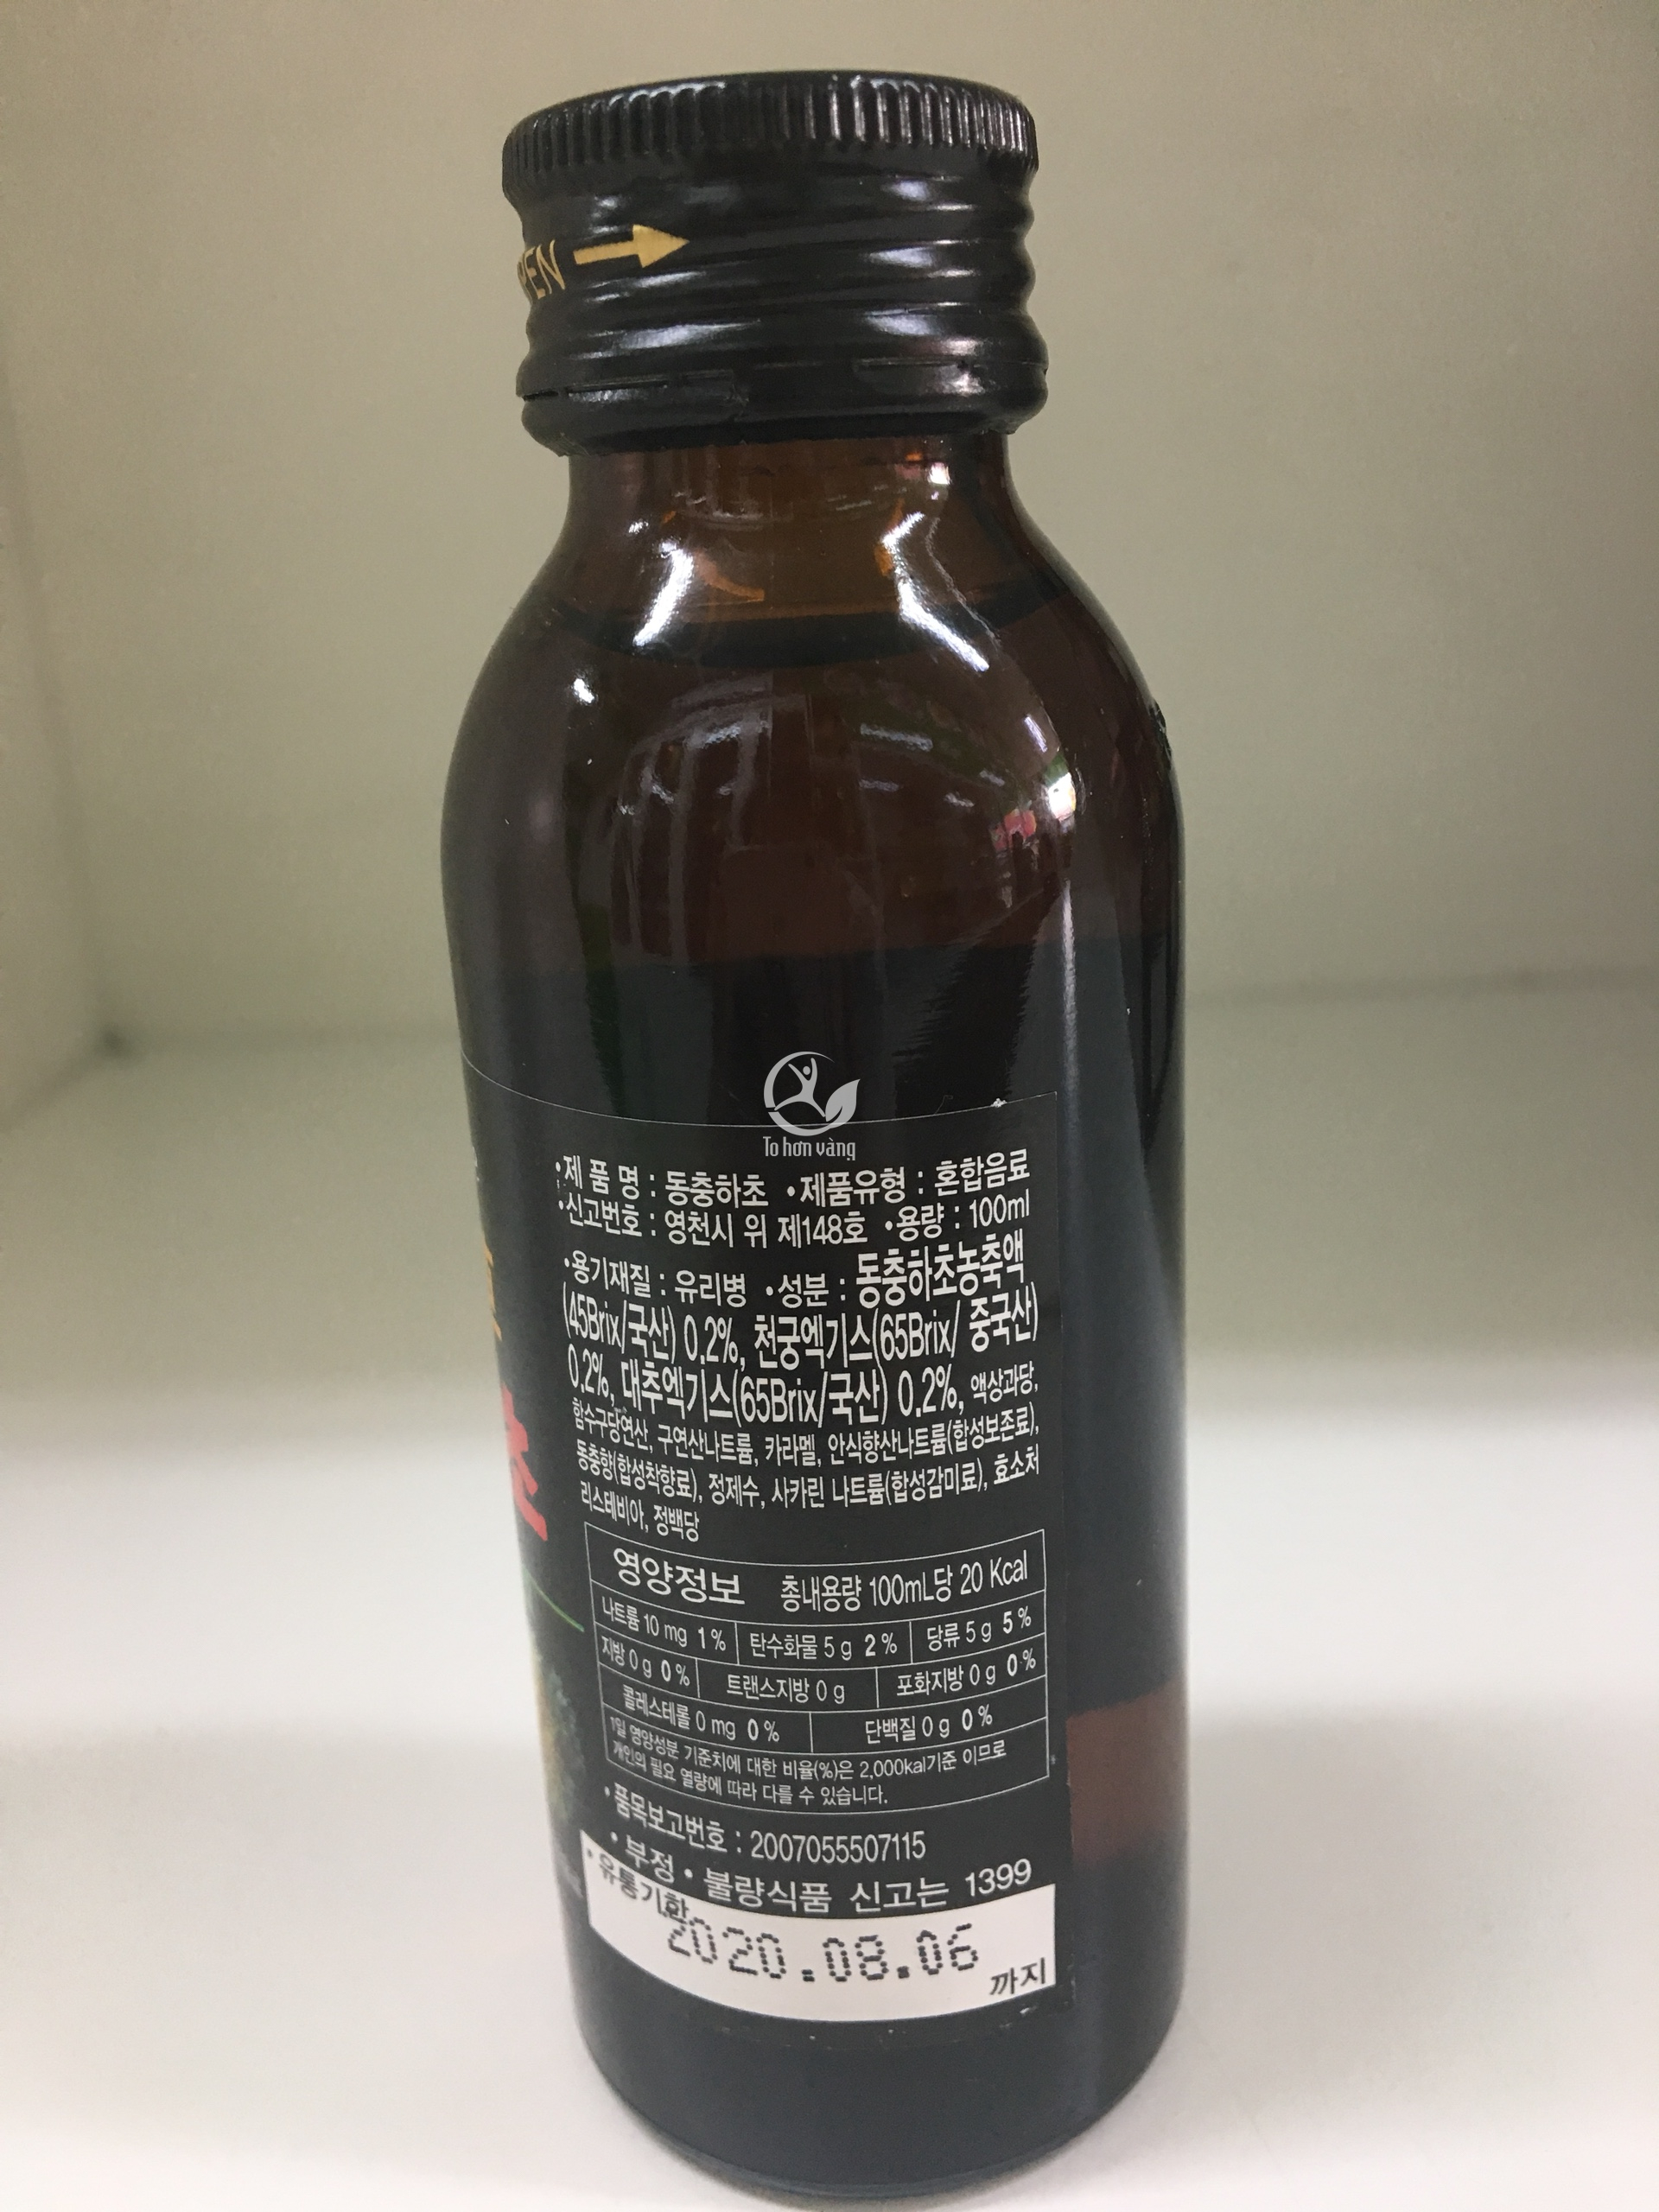 PEN
To hơn vàng
•제 품 명 : 동충하초 •제품유형 : 혼합음료
•신고번호 : 영천시 위 제148호 •용량 : 100ml
•용기재질 : 유리병 •성분 : 동충하초농축액
(45Brix/국산) 0.2%, 천궁엑기스(65Brix/ 중국산)
0.2%, 대추엑기스(65Brix/국산) 0.2%, 액상과당,
함수구당연산, 구연산나트륨, 카라멜, 안식향산나트륨(합성보존료),
동충향(합성착향료), 정제수, 사카린 나트륨(합성감미료), 효소처
리스테비아, 정백당
영양정보 총내용량 100mL당 20 Kcal
나트륨 10 mg 1% 탄수화물 5 g 2% 당류 5 g 5%
지방 0 g 0% 트랜스지방 0 g 포화지방 0 g 0%
콜레스테롤 0 mg 0% 단백질 0 g 0%
1일 영양성분 기준치에 대한 비율(%)은 2,000kal기준 이므로
개인의 필요 열량에 따라 다를 수 있습니다.
•품목보고번호 : 2007055507115
•부정•불량식품 신고는 1399
•유통기한
2020.08.06
까지
초